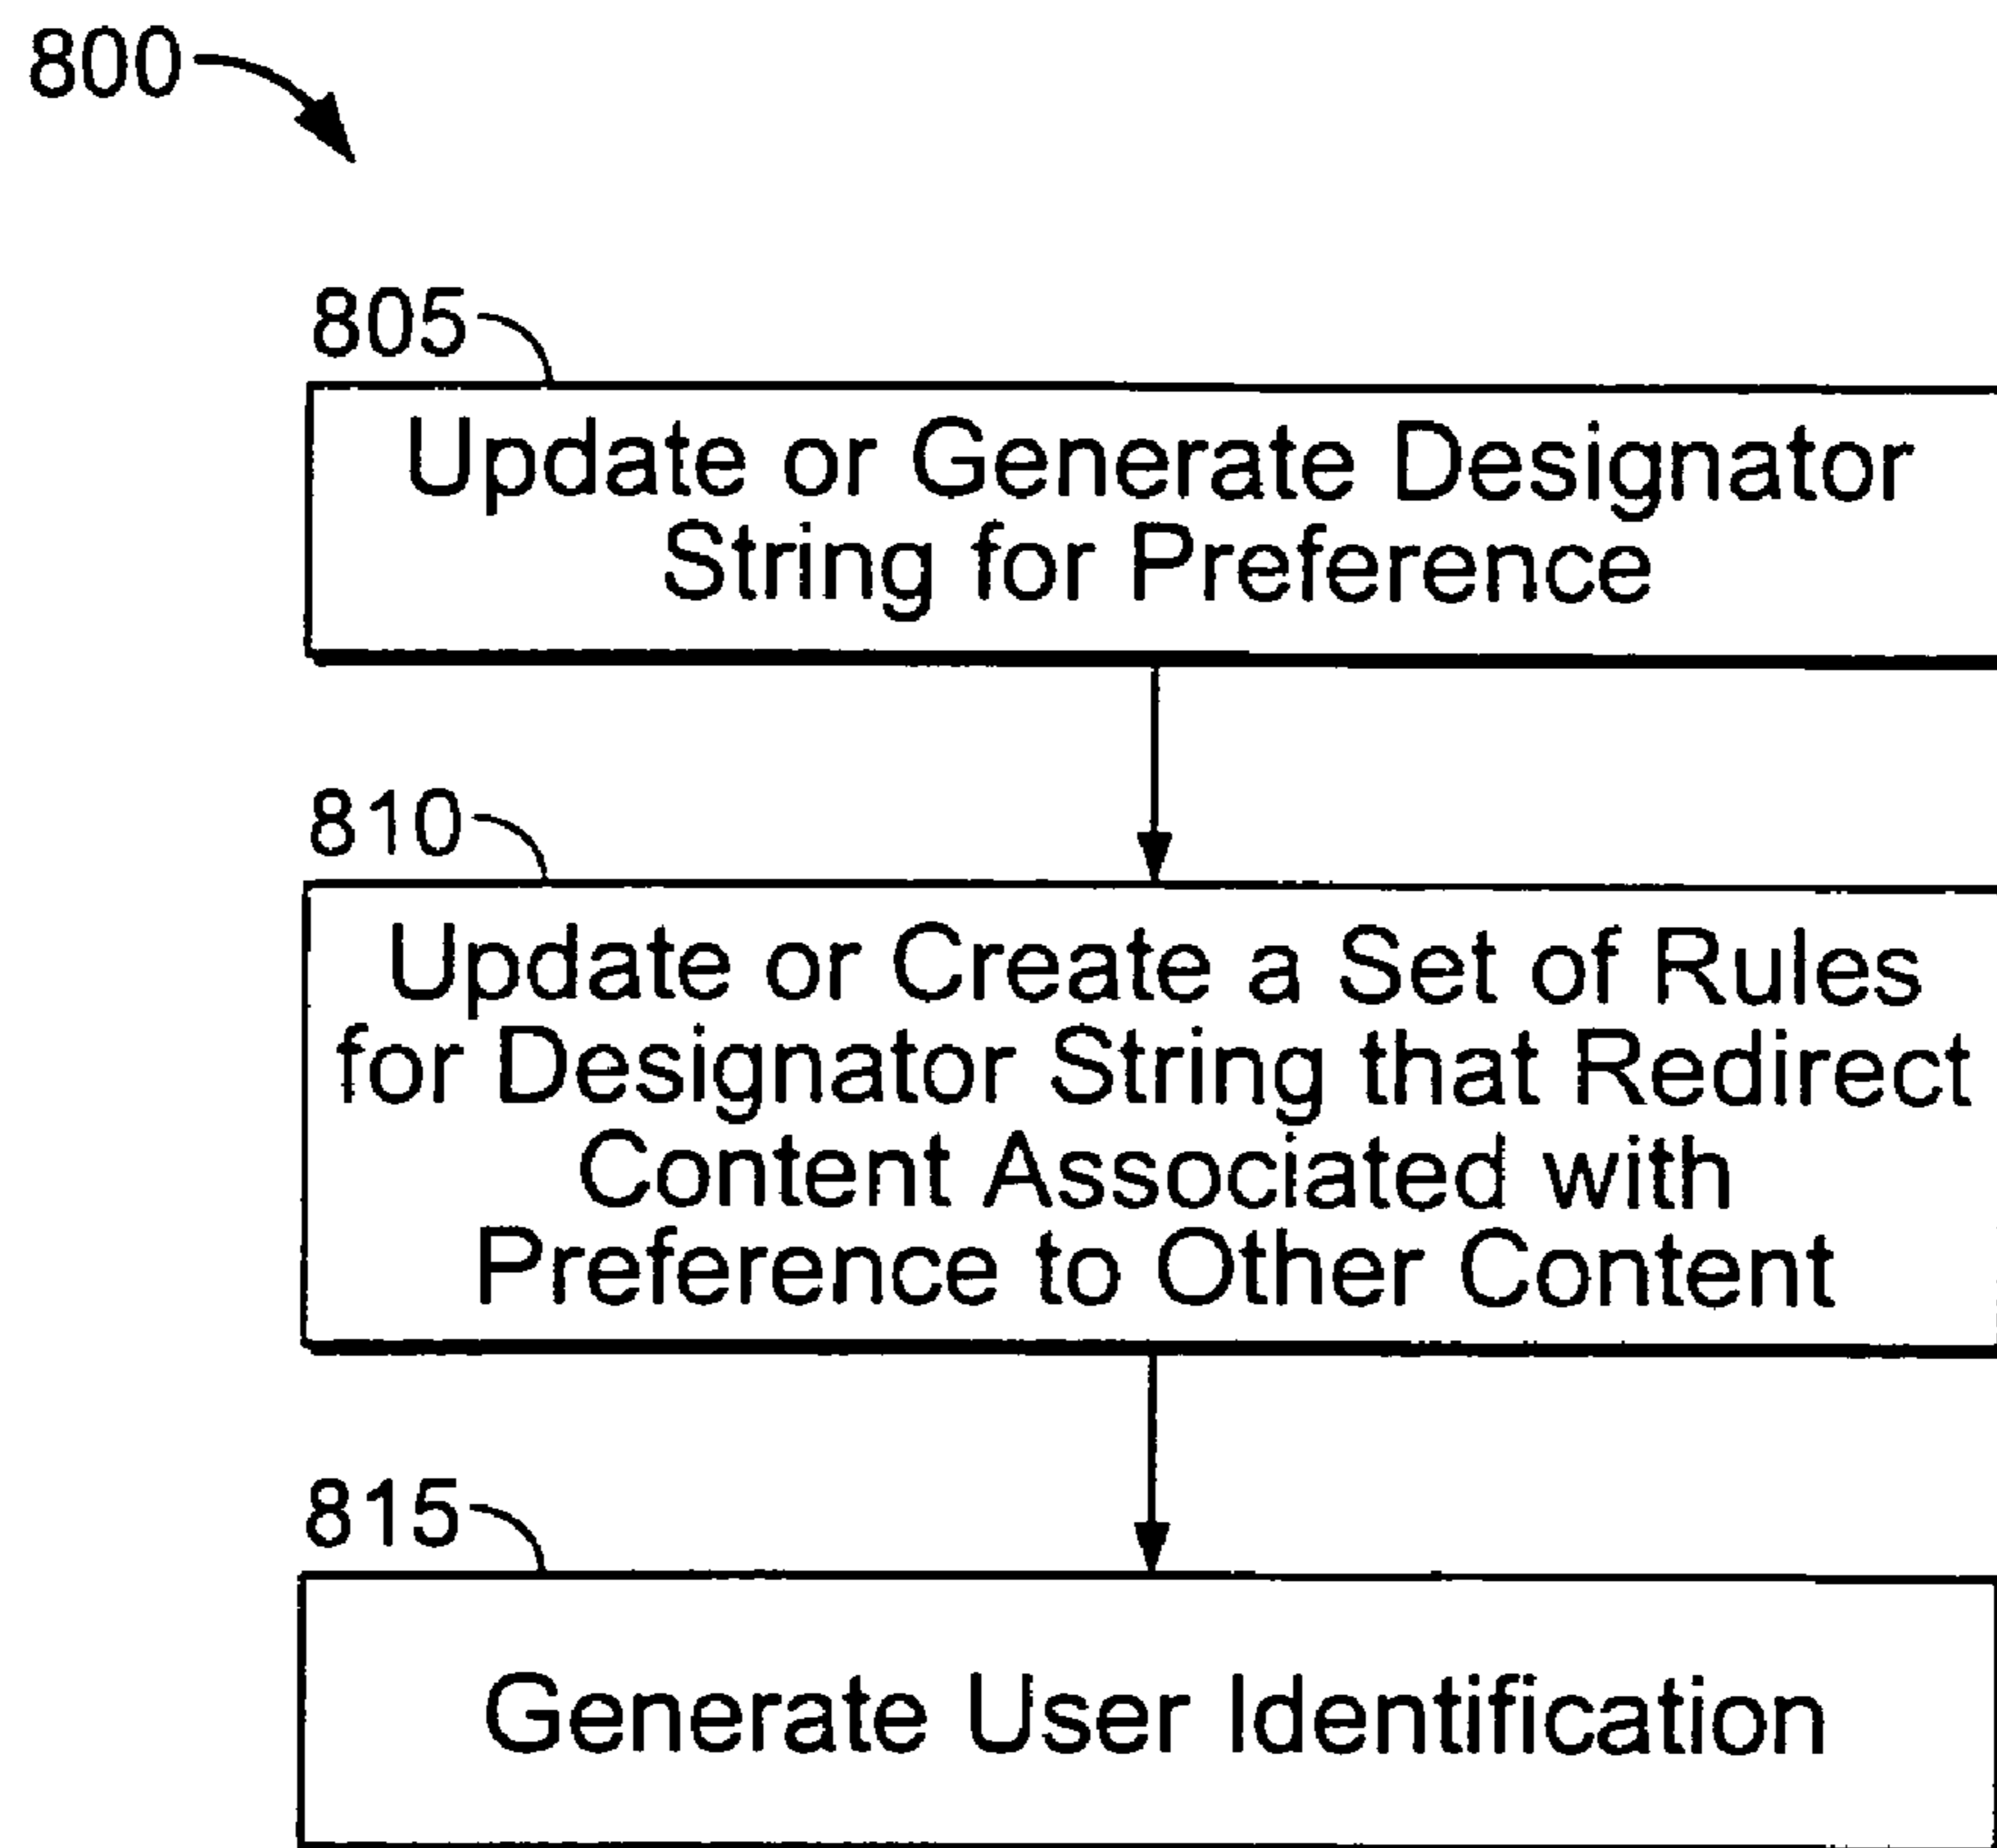 800
805
Update or Generate Designator
String for Preference
810
Update or Create a Set of Rules
for Designator String that Redirect
Content Associated with
Preference to Other Content
815
Generate User Identification